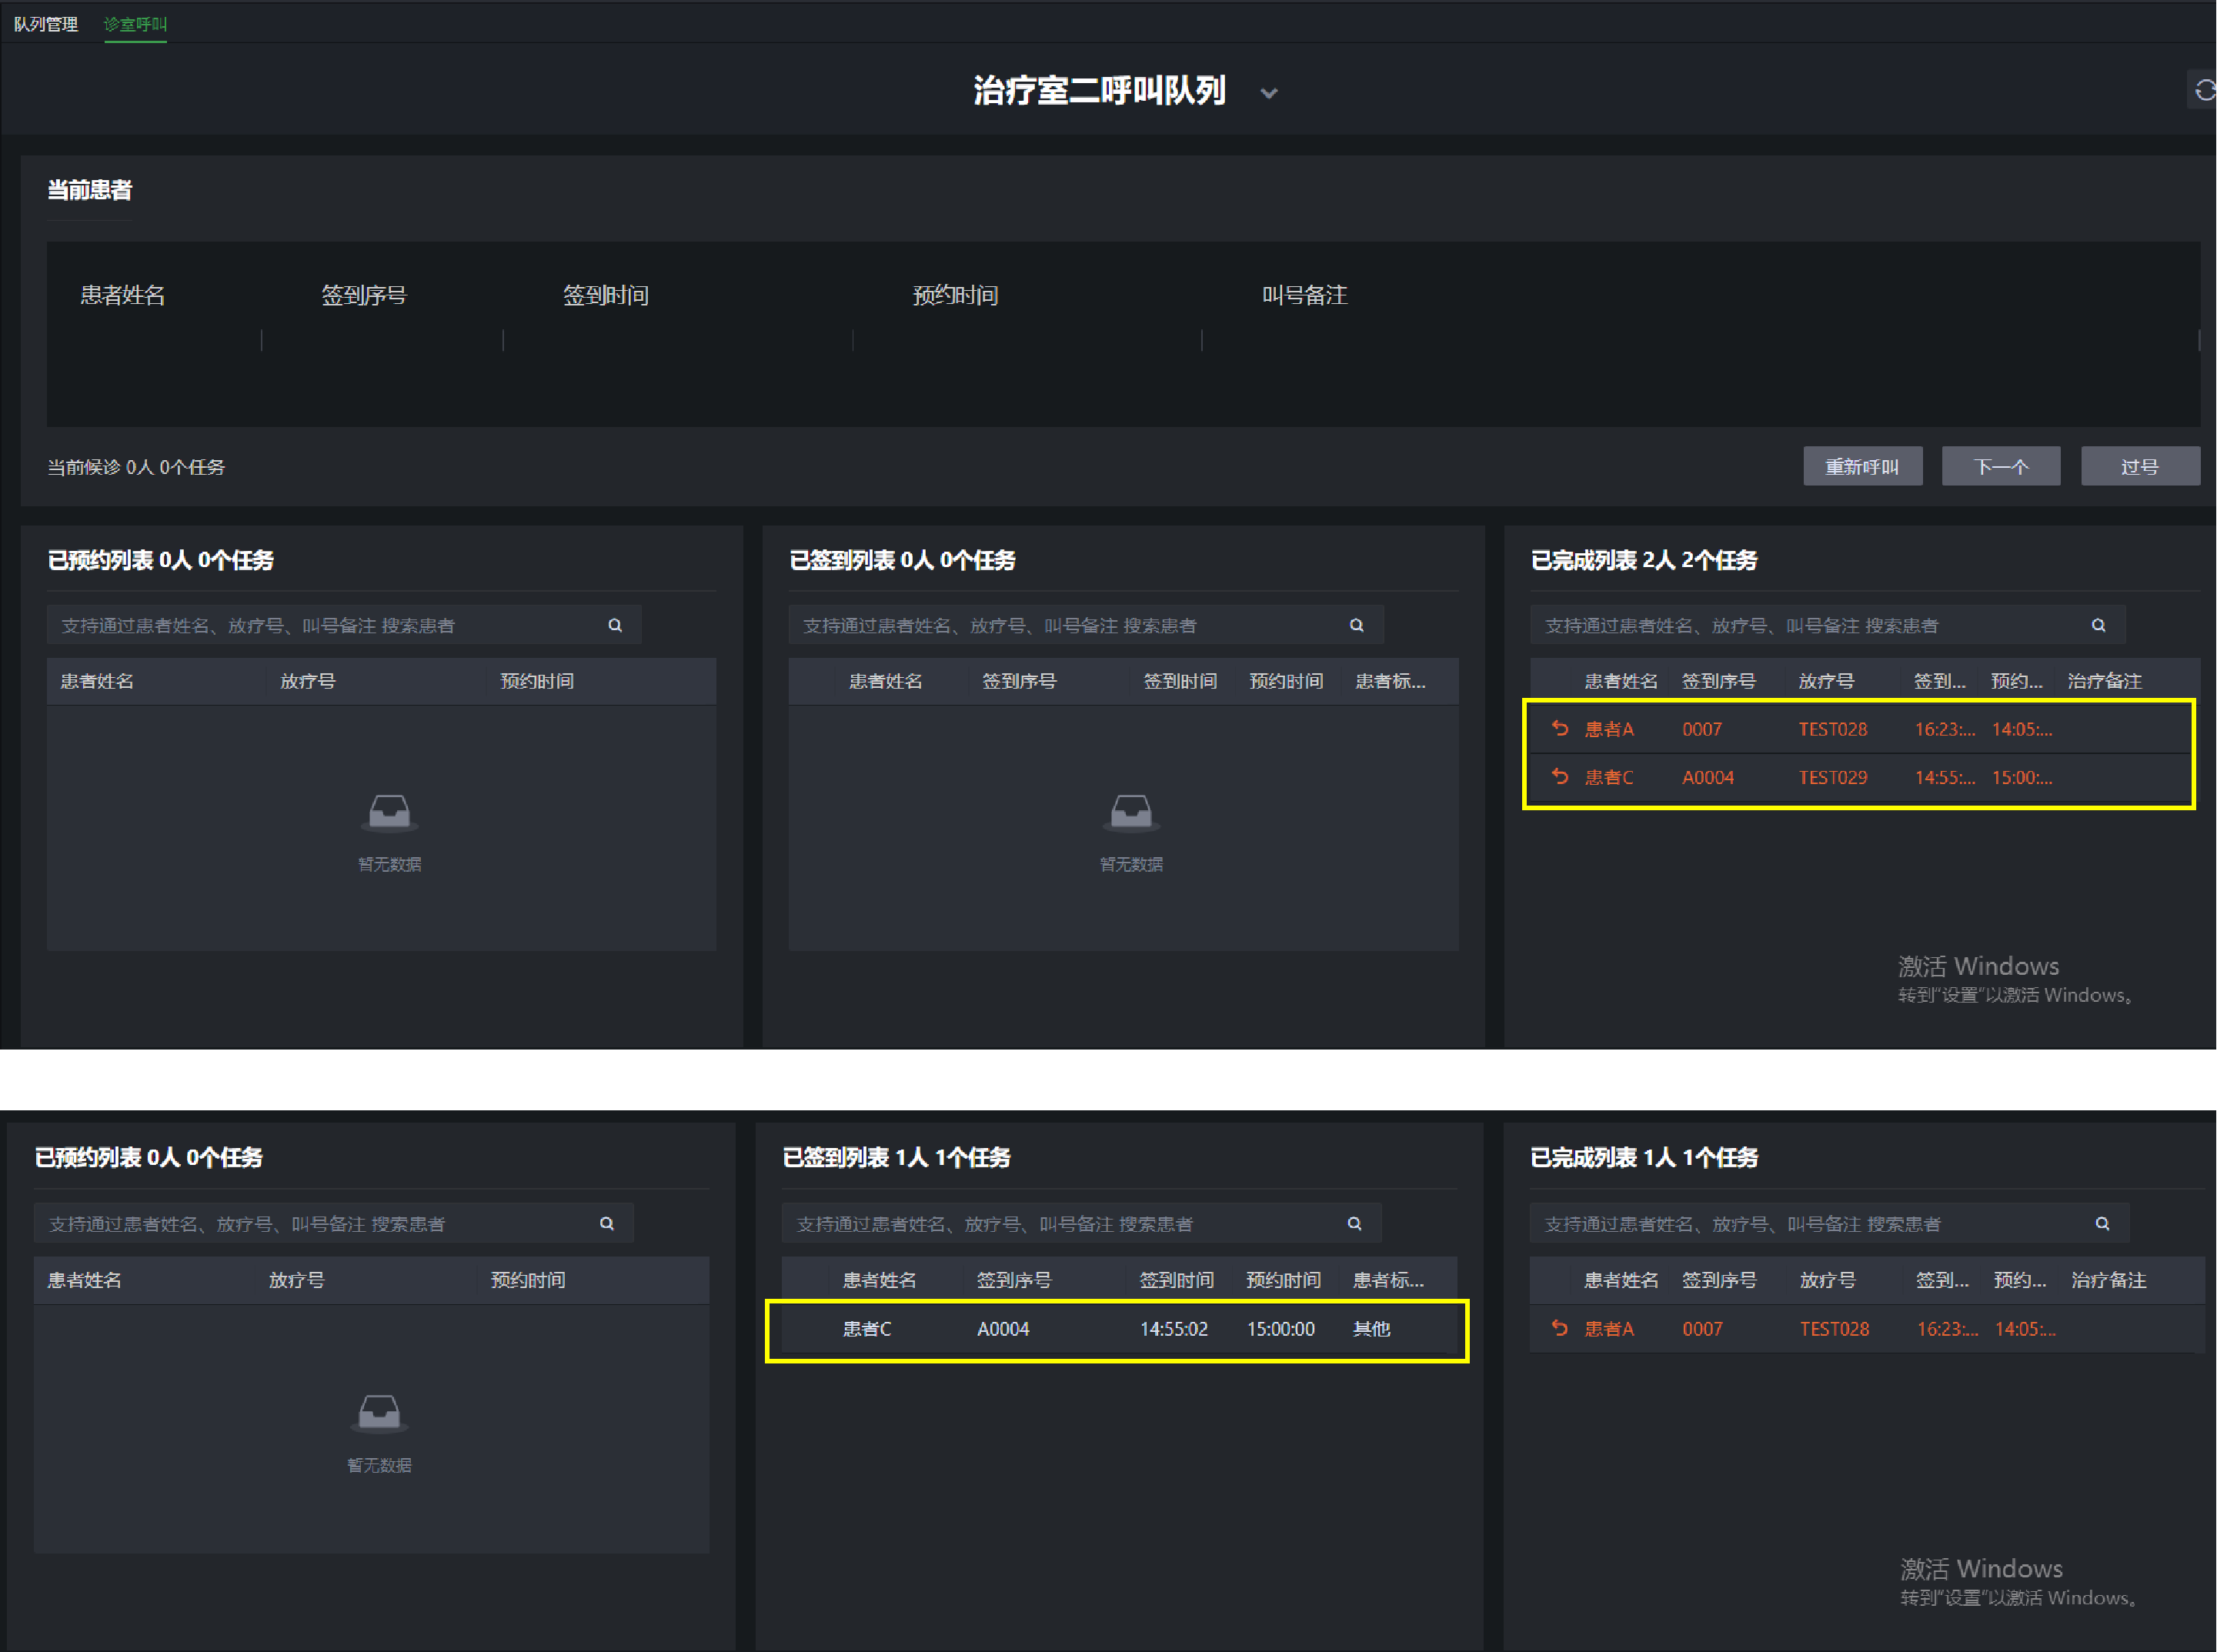 队列管理 诊室呼叫
治疗室二呼叫队列
当前患者
患者姓名 签到序号 签到时间 预约时间 叫号备注
当前候诊 0人 0个任务 重新呼叫 下一个 过号
已预约列表 0人 0个任务
支持通过患者姓名、放疗号、叫号备注 搜索患者
患者姓名 放疗号 预约时间
暂无数据
已签到列表 0人 0个任务
支持通过患者姓名、放疗号、叫号备注 搜索患者
患者姓名 签到序号 签到时间 预约时间 患者标...
暂无数据
已完成列表 2人 2个任务
支持通过患者姓名、放疗号、叫号备注 搜索患者
患者姓名 签到序号 放疗号 签到... 预约... 治疗备注
患者A 0007 TEST028 16:23:... 14:05:...
患者C A0004 TEST029 14:55:... 15:00:...
激活 Windows
转到"设置"以激活 Windows。
已预约列表 0人 0个任务
支持通过患者姓名、放疗号、叫号备注 搜索患者
患者姓名 放疗号 预约时间
暂无数据
已签到列表 1人 1个任务
支持通过患者姓名、放疗号、叫号备注 搜索患者
患者姓名 签到序号 签到时间 预约时间 患者标...
患者C A0004 14:55:02 15:00:00 其他
已完成列表 1人 1个任务
支持通过患者姓名、放疗号、叫号备注 搜索患者
患者姓名 签到序号 放疗号 签到... 预约... 治疗备注
患者A 0007 TEST028 16:23:... 14:05:...
激活 Windows
转到"设置"以激活 Windows。